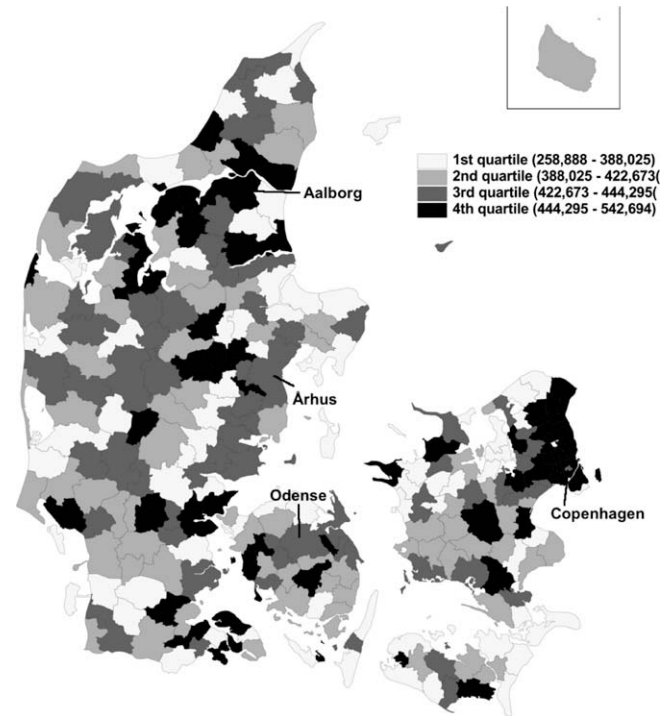 1st quartile (258,888 - 388,025)
2nd quartile (388,025 - 422,673(
3rd quartile (422,673 - 444,295(
4th quartile (444,295 - 542,694)
Aalborg
Århus
Odense
Copenhagen